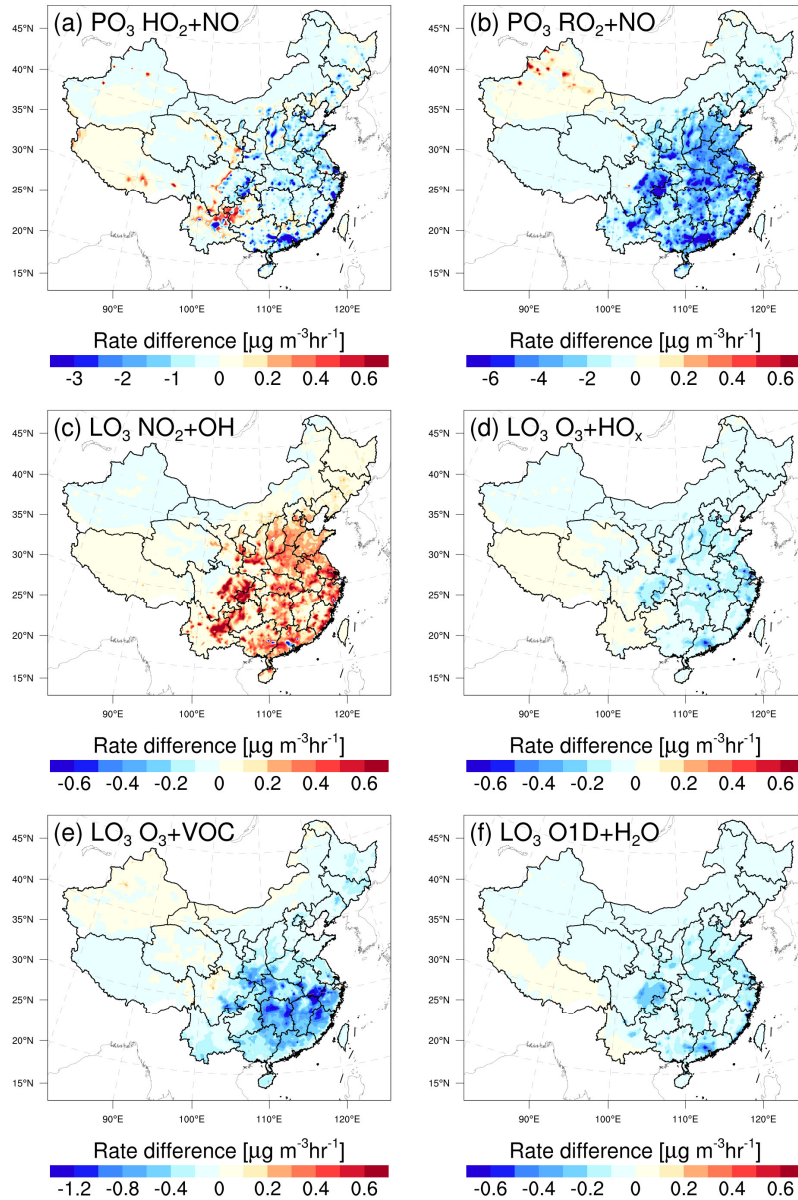 (a) PO₃ HO₂+NO
45°N
40°N
35°N
30°N
25°N
20°N
15°N
90°E 100°E 110°E 120°E
Rate difference [µg m⁻³hr⁻¹]
-3 -2 -1 0 0.2 0.4 0.6
(b) PO₃ RO₂+NO
45°N
40°N
35°N
30°N
25°N
20°N
15°N
90°E 100°E 110°E 120°E
Rate difference [µg m⁻³hr⁻¹]
-6 -4 -2 0 0.2 0.4 0.6
(c) LO₃ NO₂+OH
45°N
40°N
35°N
30°N
25°N
20°N
15°N
90°E 100°E 110°E 120°E
Rate difference [µg m⁻³hr⁻¹]
-0.6 -0.4 -0.2 0 0.2 0.4 0.6
(d) LO₃ O₃+HOₓ
45°N
40°N
35°N
30°N
25°N
20°N
15°N
90°E 100°E 110°E 120°E
Rate difference [µg m⁻³hr⁻¹]
-0.6 -0.4 -0.2 0 0.2 0.4 0.6
(e) LO₃ O₃+VOC
45°N
40°N
35°N
30°N
25°N
20°N
15°N
90°E 100°E 110°E 120°E
Rate difference [µg m⁻³hr⁻¹]
-1.2 -0.8 -0.4 0 0.2 0.4 0.6
(f) LO₃ O1D+H₂O
45°N
40°N
35°N
30°N
25°N
20°N
15°N
90°E 100°E 110°E 120°E
Rate difference [µg m⁻³hr⁻¹]
-0.6 -0.4 -0.2 0 0.2 0.4 0.6